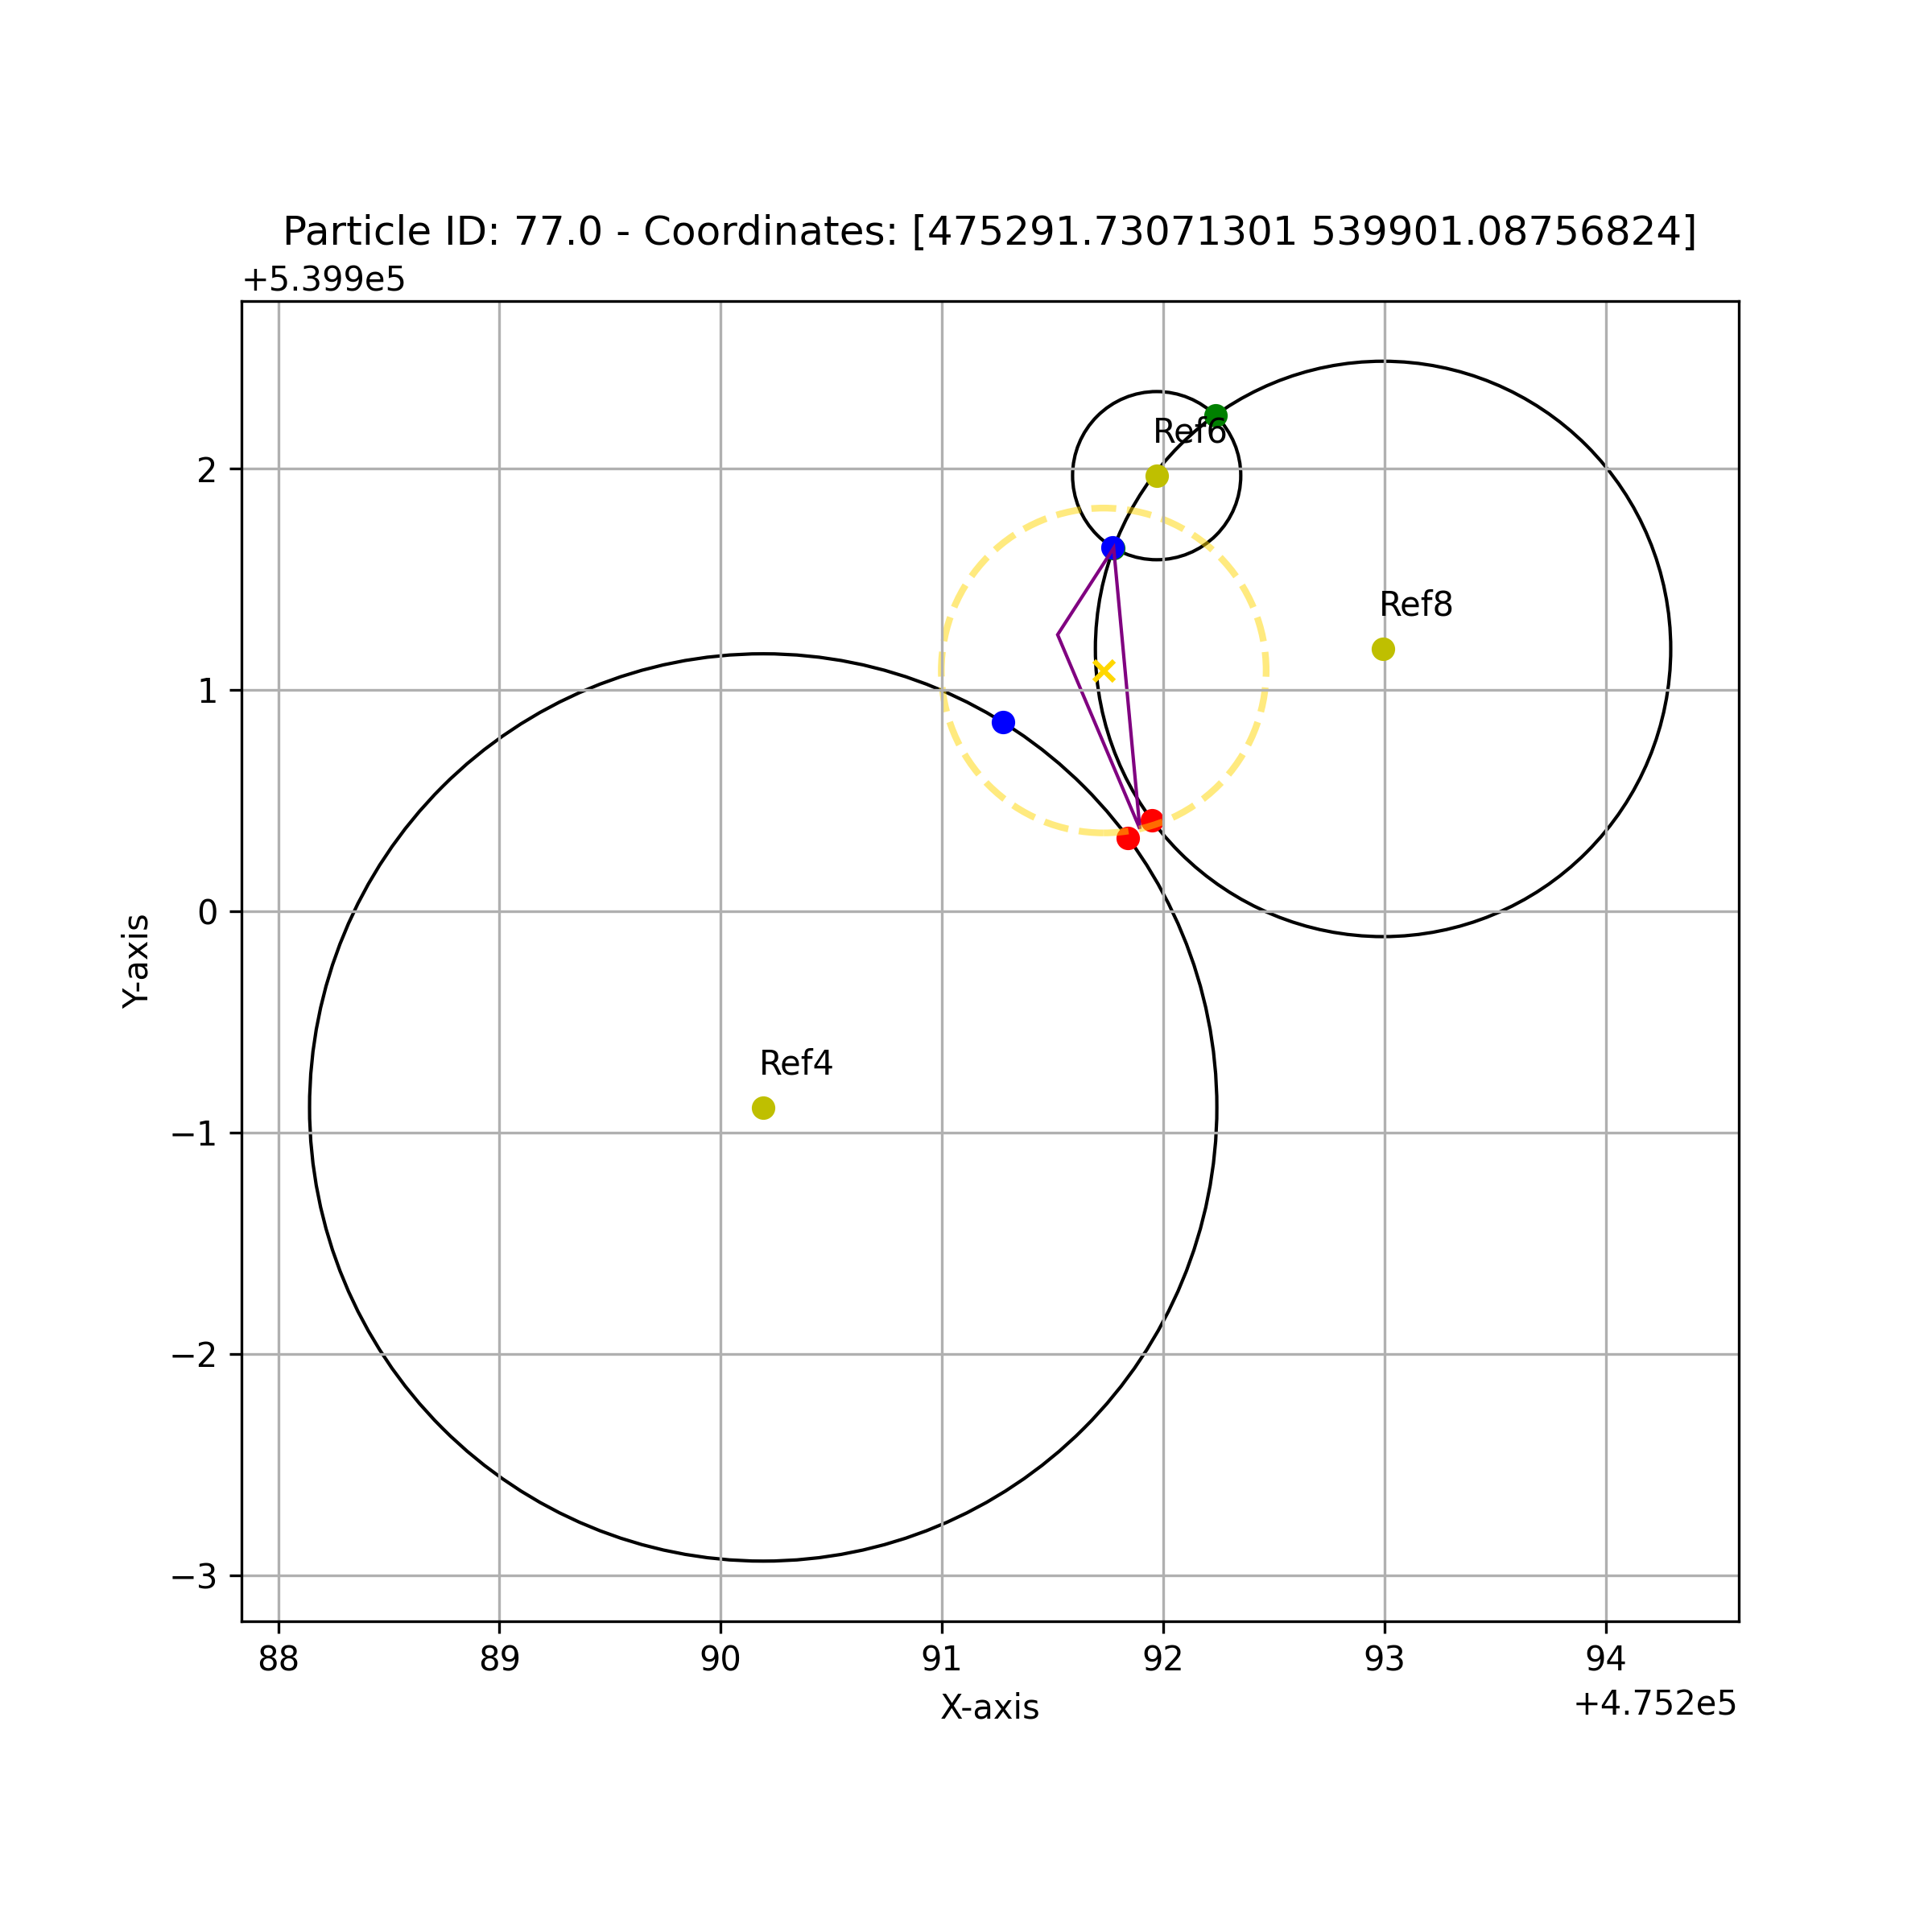 Particle ID: 77.0 - Coordinates: [475291.73071301 539901.08756824]
+5.399e5
Ref6
2
Ref8
1
0
Y-axis
Ref4
−1
−2
−3
88 89 90 91 92 93 94
X-axis
+4.752e5